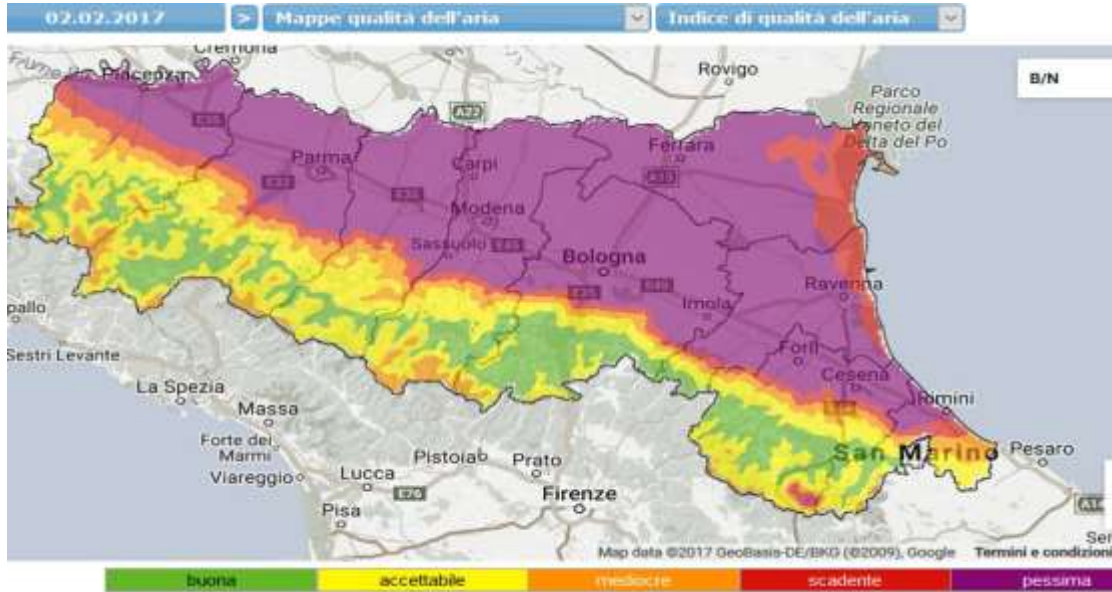 02.02.2017 > Mappe qualità dell'aria Indice di qualità dell'aria
Cremona
Rovigo
B/N
Fiume
Piacenza
Parco
Regionale
Veneto del
Delta del Po
Ferrara
Parma
Carpi
Modena
Sassuolo
Bologna
Ravenna
Imola
Forlì
Cesena
Rimini
San Marino
Pesaro
pallo
Sestri Levante
La Spezia
Massa
Forte dei
Marmi
Viareggio
Pistoia
Prato
Lucca
E76
Firenze
Pisa
Map data ©2017 GeoBasis-DE/BKG (©2009), Google Termini e condizioni
buona accettabile mediocre scadente pessima